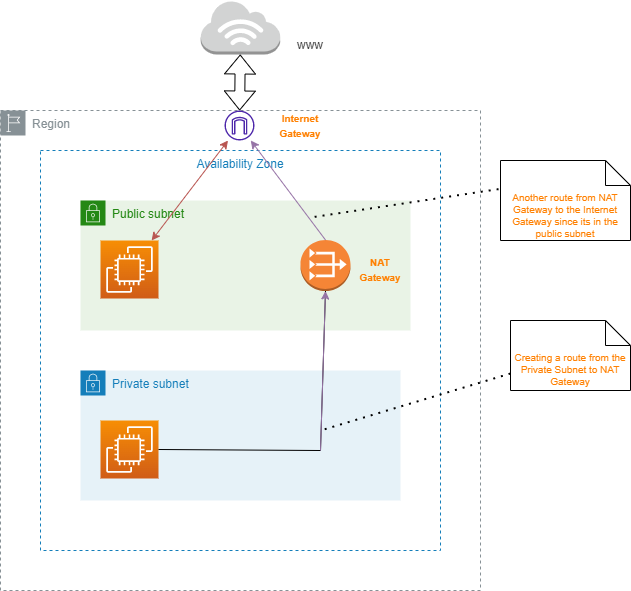 www
Internet
Gateway
Region
Availability Zone
Public subnet
NAT
Gateway
Another route from NAT
Gateway to the Internet
Gateway since its in the
public subnet
Private subnet
Creating a route from the
Private Subnet to NAT
Gateway